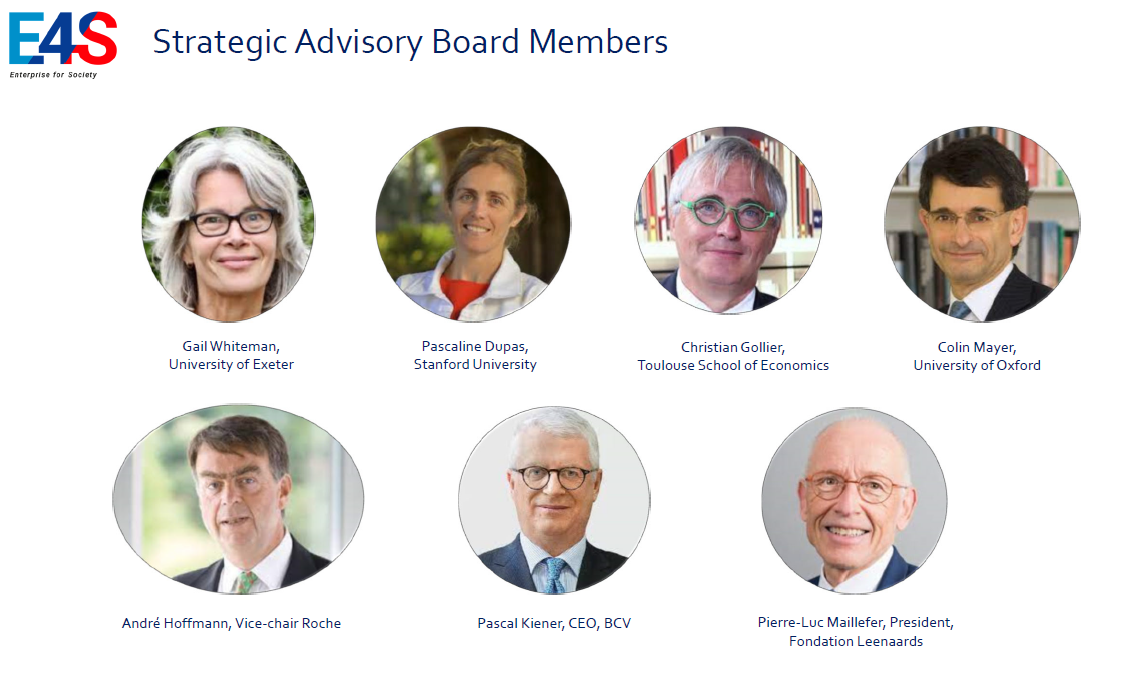 E4S
Enterprise for Society
Strategic Advisory Board Members
Gail Whiteman,
University of Exeter
Pascaline Dupas,
Stanford University
Christian Gollier,
Toulouse School of Economics
Colin Mayer,
University of Oxford
André Hoffmann, Vice-chair Roche
Pascal Kiener, CEO, BCV
Pierre-Luc Maillefer, President,
Fondation Leenaards